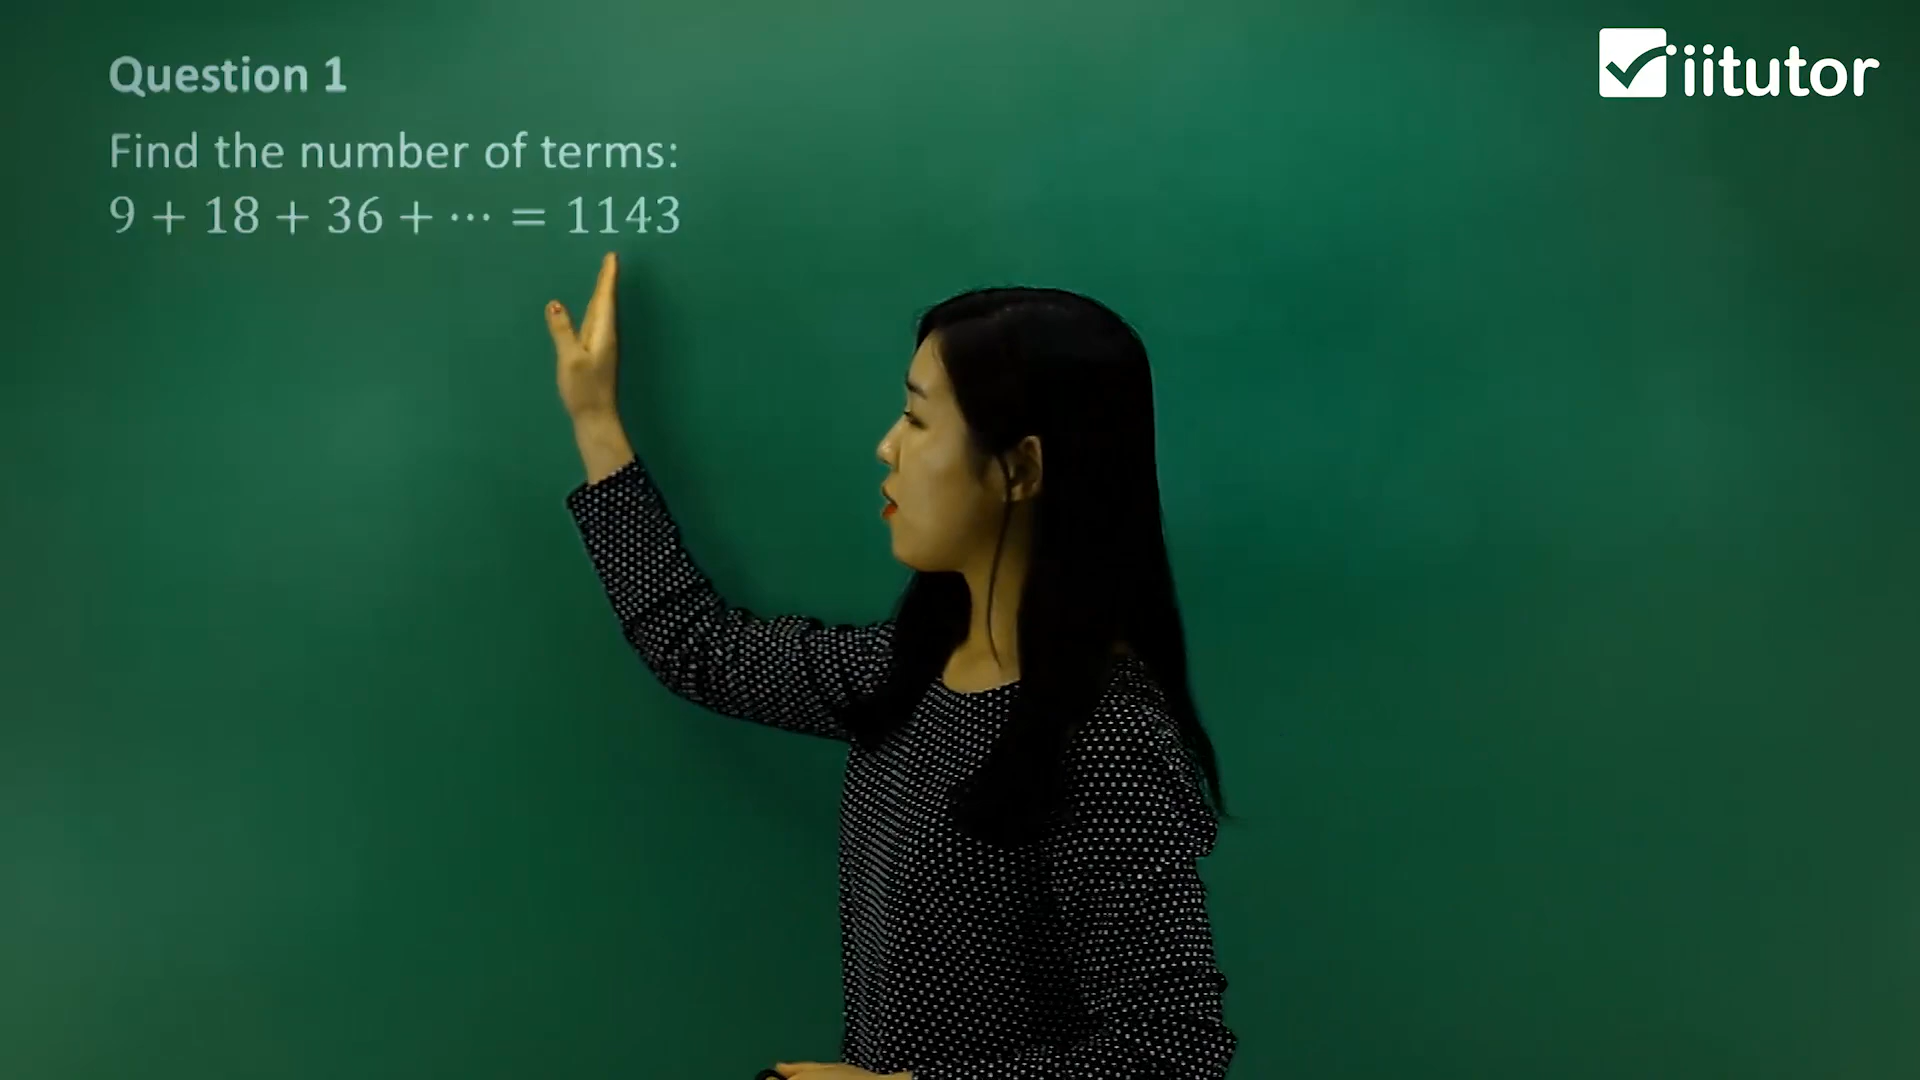 Question 1
iitutor
Find the number of terms:
9 + 18 + 36 + ⋯ = 1143